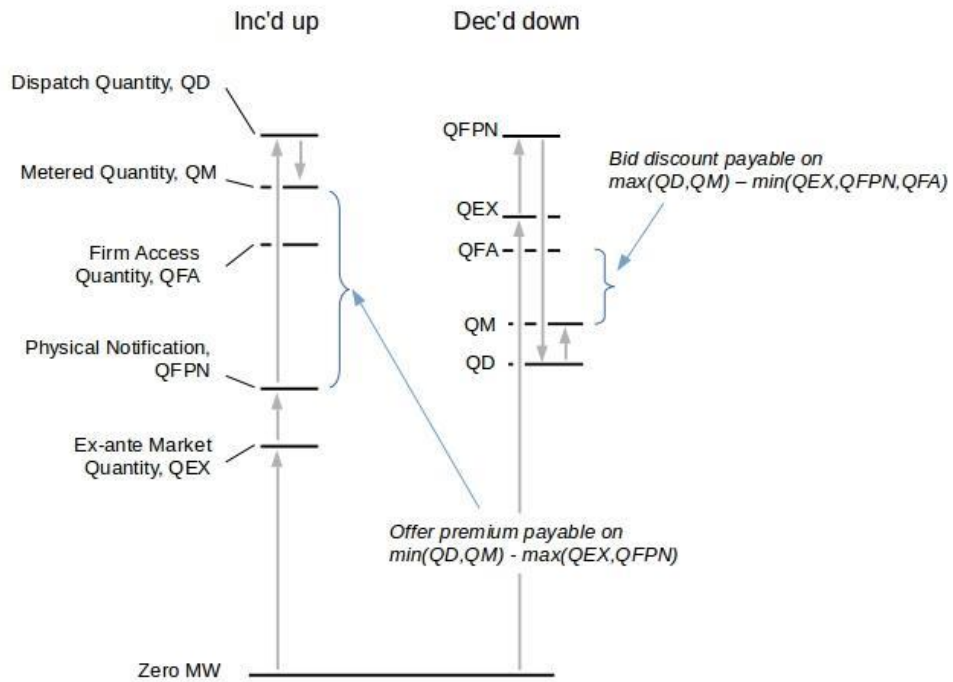 Inc'd up
Dec'd down
Dispatch Quantity, QD
Metered Quantity, QM
Firm Access
Quantity, QFA
Physical Notification,
QFPN
Ex-ante Market
Quantity, QEX
Zero MW
QFPN
QEX
QFA
QM
QD
Bid discount payable on
max(QD,QM) – min(QEX,QFPN,QFA)
Offer premium payable on
min(QD,QM) - max(QEX,QFPN)